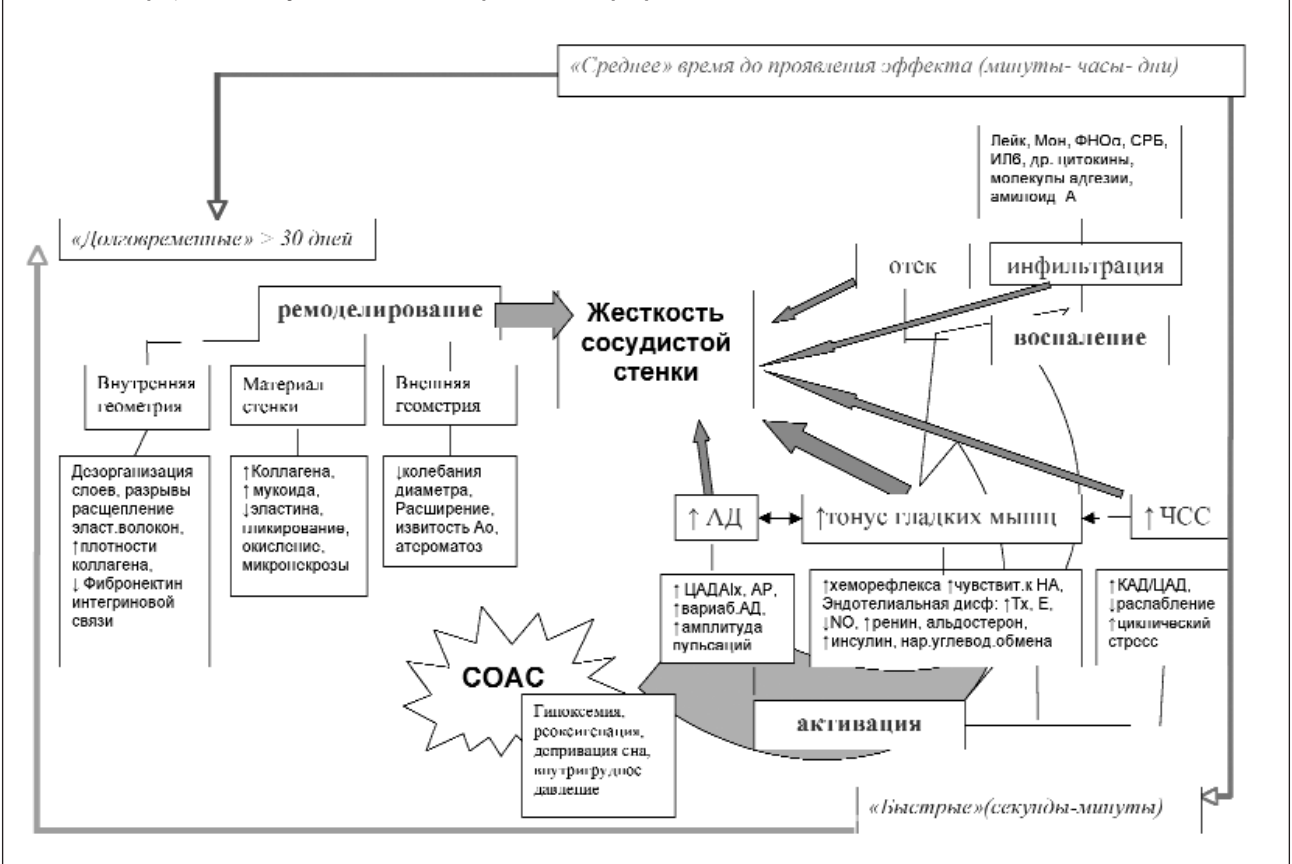 «Среднее» время до проявления эффекта (минуты- часы- дни)
Лейк, Мон, ФНОα, СРБ,
ИЛ6, др. цитокины,
молекулы адгезии,
амилоид А
«Долговременные» > 30 дней
отек
инфильтрация
ремоделирование
Жесткость
сосудистой
стенки
воспаление
Внутренняя
геометрия
Материал
стенки
Внешняя
геометрия
Дезорганизация
слоев, разрывы
расщепление
эласт.волокон,
↑плотности
коллагена,
↓ Фибронектин
интегриновой
связи
↑Коллагена,
↑мукоида,
↓эластина,
гликирование,
окисление,
микронекрозы
↓колебания
диаметра,
Расширение,
извитость Ао,
атероматоз
↑ АД
↑тонус гладких мышц
↑ ЧСС
↑ ЦАДАIx, АР,
↑вариаб.АД,
↑амплитуда
пульсаций
↑хеморефлекса ↑чувствит.к НА,
Эндотелиальная дисф: ↑Тх, Е,
↓NO, ↑ренин, альдостерон,
↑инсулин, нар.углевод.обмена
↑КАД/ЦАД,
↓раслабление
↑циклический
стресс
СОАС
Гипоксемия,
реоксигенация,
депривация сна,
внутригрудное
давление
активация
«Быстрые»(секунды-минуты)